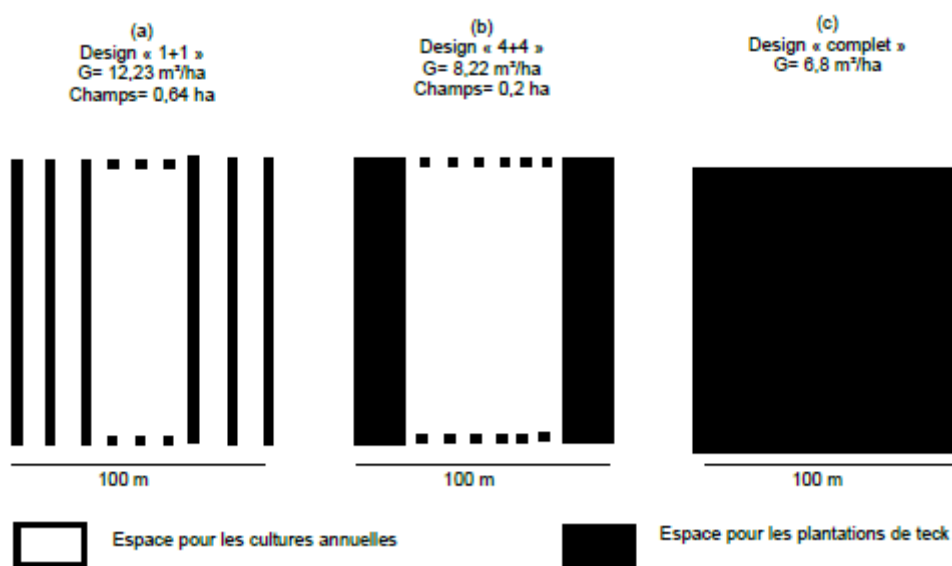 (a)
Design « 1+1 »
G= 12,23 m²/ha
Champs= 0,64 ha
(b)
Design « 4+4 »
G= 8,22 m²/ha
Champs= 0,2 ha
(c)
Design « complet »
G= 6,8 m²/ha
100 m
100 m
100 m
Espace pour les cultures annuelles
Espace pour les plantations de teck